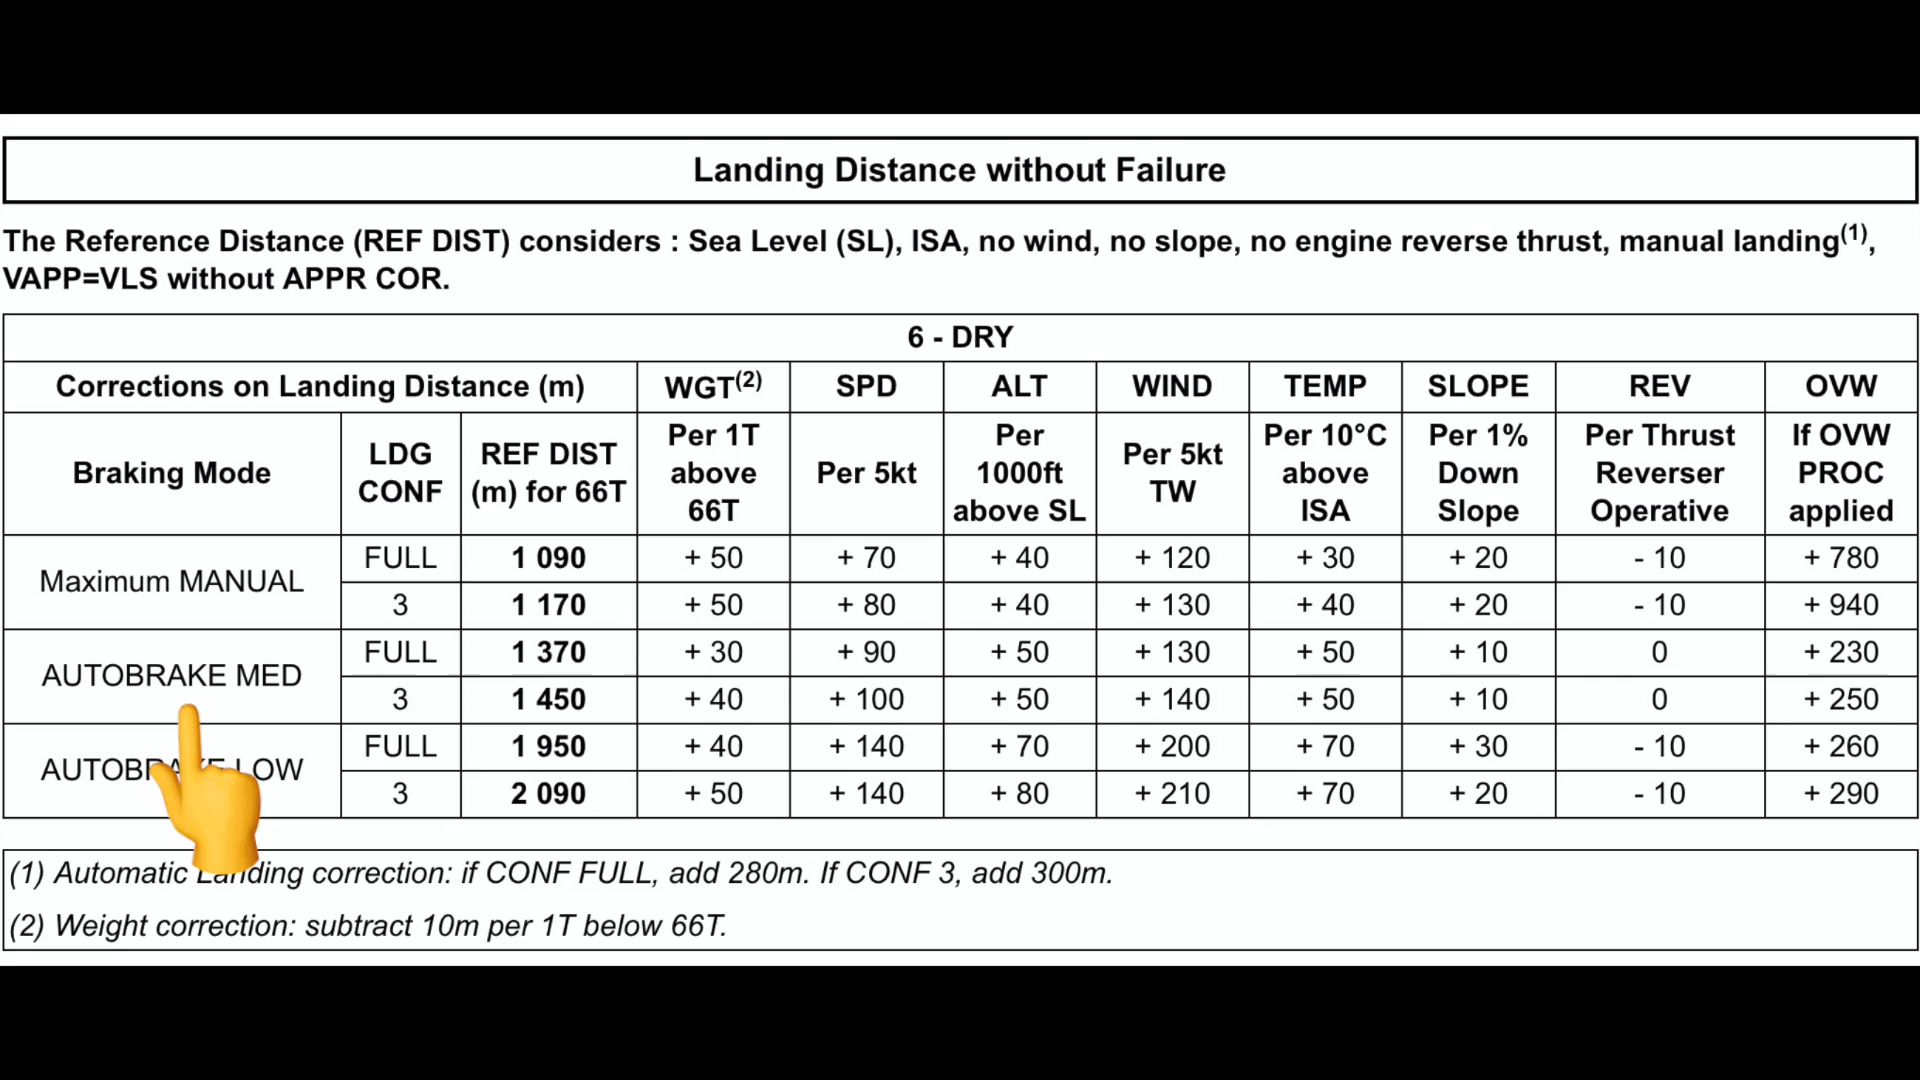 Landing Distance without Failure
The Reference Distance (REF DIST) considers : Sea Level (SL), ISA, no wind, no slope, no engine reverse thrust, manual landing(1),
VAPP=VLS without APPR COR.
6 - DRY
Corrections on Landing Distance (m) WGT(2) SPD ALT WIND TEMP SLOPE REV OVW
Braking Mode LDG CONF REF DIST (m) for 66T Per 1T above 66T Per 5kt Per 1000ft above SL Per 5kt TW Per 10°C above ISA Per 1% Down Slope Per Thrust Reverser Operative If OVW PROC applied
Maximum MANUAL FULL 1 090 + 50 + 70 + 40 + 120 + 30 + 20 - 10 + 780
3 1 170 + 50 + 80 + 40 + 130 + 40 + 20 - 10 + 940
AUTOBRAKE MED FULL 1 370 + 30 + 90 + 50 + 130 + 50 + 10 0 + 230
3 1 450 + 40 + 100 + 50 + 140 + 50 + 10 0 + 250
AUTOBRAKE LOW FULL 1 950 + 40 + 140 + 70 + 200 + 70 + 30 - 10 + 260
3 2 090 + 50 + 140 + 80 + 210 + 70 + 20 - 10 + 290
(1) Automatic Landing correction: if CONF FULL, add 280m. If CONF 3, add 300m.
(2) Weight correction: subtract 10m per 1T below 66T.